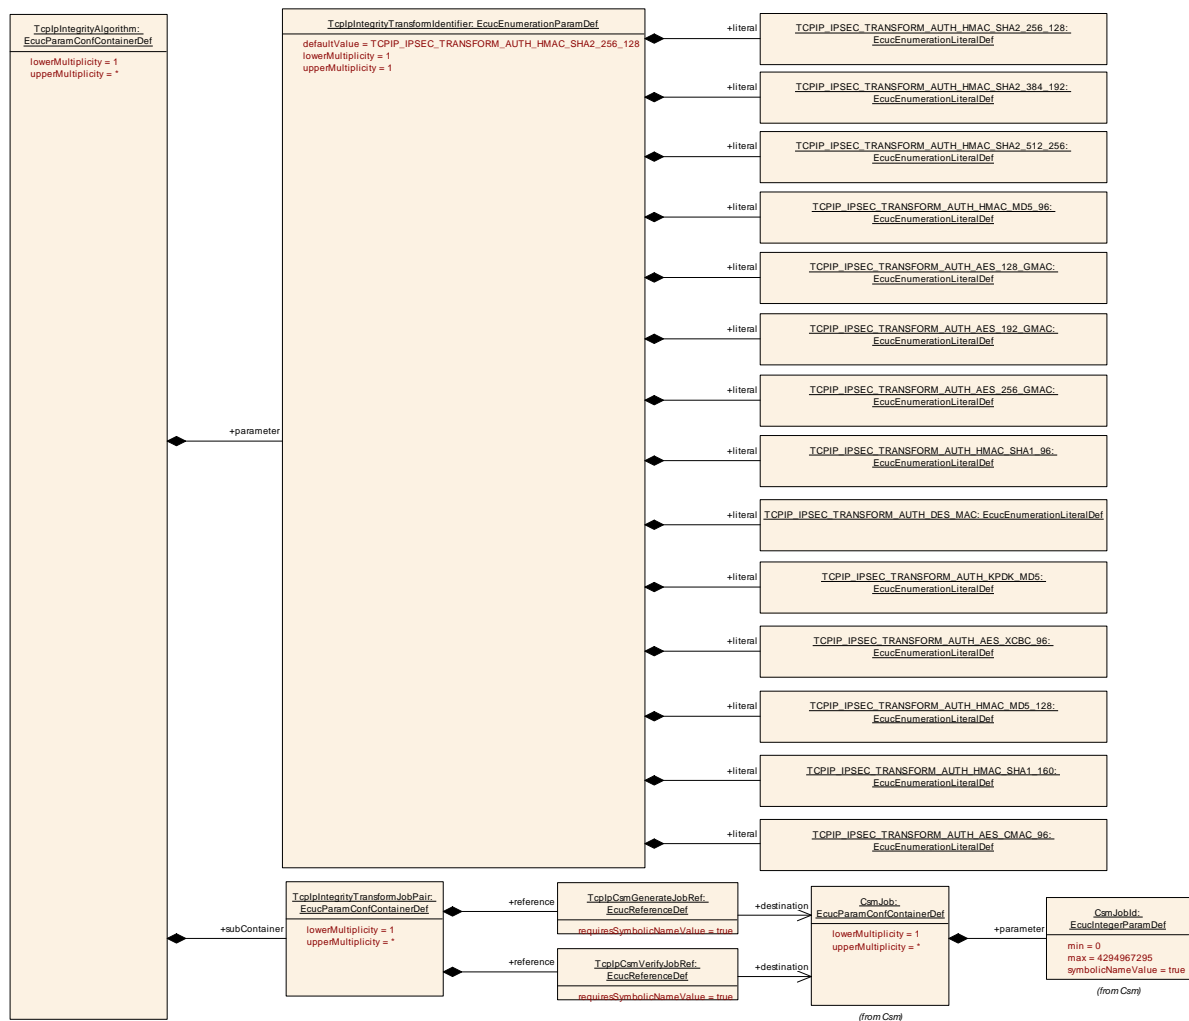 TcpIpIntegrityAlgorithm:
EcucParamConfContainerDef
lowerMultiplicity = 1
upperMultiplicity = *
TcpIpIntegrityTransformIdentifier: EcucEnumerationParamDef
defaultValue = TCPIP_IPSEC_TRANSFORM_AUTH_HMAC_SHA2_256_128
lowerMultiplicity = 1
upperMultiplicity = 1
+literal
TCPIP_IPSEC_TRANSFORM_AUTH_HMAC_SHA2_256_128:
EcucEnumerationLiteralDef
+literal
TCPIP_IPSEC_TRANSFORM_AUTH_HMAC_SHA2_384_192:
EcucEnumerationLiteralDef
+literal
TCPIP_IPSEC_TRANSFORM_AUTH_HMAC_SHA2_512_256:
EcucEnumerationLiteralDef
+literal
TCPIP_IPSEC_TRANSFORM_AUTH_HMAC_MD5_96:
EcucEnumerationLiteralDef
+literal
TCPIP_IPSEC_TRANSFORM_AUTH_AES_128_GMAC:
EcucEnumerationLiteralDef
+literal
TCPIP_IPSEC_TRANSFORM_AUTH_AES_192_GMAC:
EcucEnumerationLiteralDef
+literal
TCPIP_IPSEC_TRANSFORM_AUTH_AES_256_GMAC:
EcucEnumerationLiteralDef
+parameter
+literal
TCPIP_IPSEC_TRANSFORM_AUTH_HMAC_SHA1_96:
EcucEnumerationLiteralDef
+literal
TCPIP_IPSEC_TRANSFORM_AUTH_DES_MAC: EcucEnumerationLiteralDef
+literal
TCPIP_IPSEC_TRANSFORM_AUTH_KPDK_MD5:
EcucEnumerationLiteralDef
+literal
TCPIP_IPSEC_TRANSFORM_AUTH_AES_XCBC_96:
EcucEnumerationLiteralDef
+literal
TCPIP_IPSEC_TRANSFORM_AUTH_HMAC_MD5_128:
EcucEnumerationLiteralDef
+literal
TCPIP_IPSEC_TRANSFORM_AUTH_HMAC_SHA1_160:
EcucEnumerationLiteralDef
+literal
TCPIP_IPSEC_TRANSFORM_AUTH_AES_CMAC_96:
EcucEnumerationLiteralDef
+subContainer
TcpIpIntegrityTransformJobPair:
EcucParamConfContainerDef
lowerMultiplicity = 1
upperMultiplicity = *
+reference
TcpIpCsmGenerateJobRef:
EcucReferenceDef
requiresSymbolicNameValue = true
+destination
+reference
TcpIpCsmVerifyJobRef:
EcucReferenceDef
requiresSymbolicNameValue = true
+destination
CsmJob:
EcucParamConfContainerDef
lowerMultiplicity = 1
upperMultiplicity = *
(from Csm)
+parameter
CsmJobId:
EcucIntegerParamDef
min = 0
max = 4294967295
symbolicNameValue = true
(from Csm)